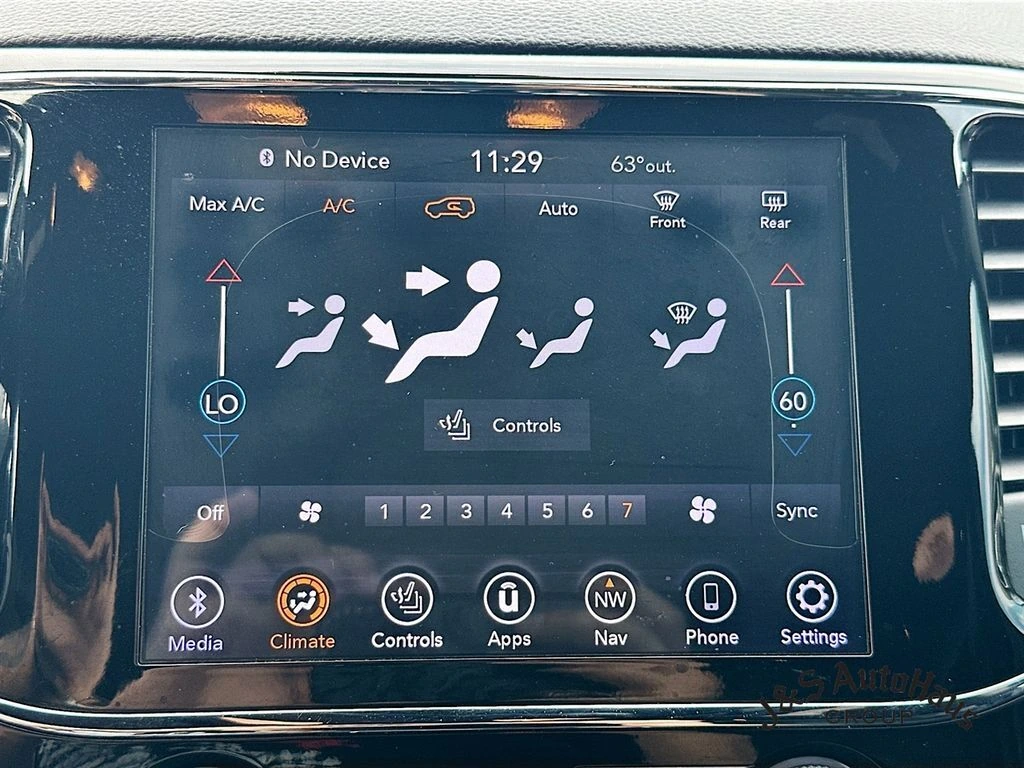 No Device 11:29 63° out.
Max A/C A/C Auto Front Rear
LO 60
Controls
Off 1 2 3 4 5 6 7 Sync
NW
Media Climate Controls Apps Nav Phone Settings
J&S AutoHaus
GROUP